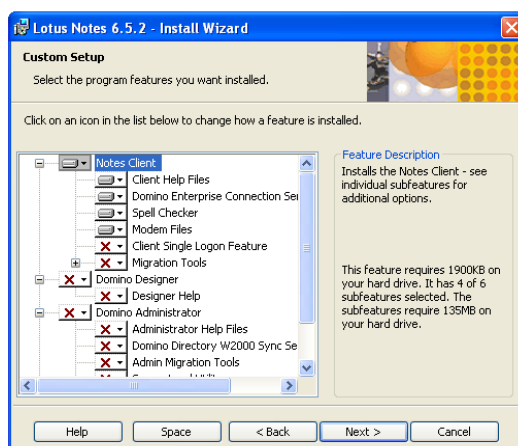 Lotus Notes 6.5.2 - Install Wizard
Custom Setup
Select the program features you want installed.
Click on an icon in the list below to change how a feature is installed.
Notes Client
Client Help Files
Domino Enterprise Connection Ser
Spell Checker
Modem Files
Client Single Logon Feature
Migration Tools
Domino Designer
Designer Help
Domino Administrator
Administrator Help Files
Domino Directory W2000 Sync Se
Admin Migration Tools
Feature Description
Installs the Notes Client - see
individual subfeatures for
additional options.
This feature requires 1900KB on
your hard drive. It has 4 of 6
subfeatures selected. The
subfeatures require 135MB on
your hard drive.
Help
Space
< Back
Next >
Cancel